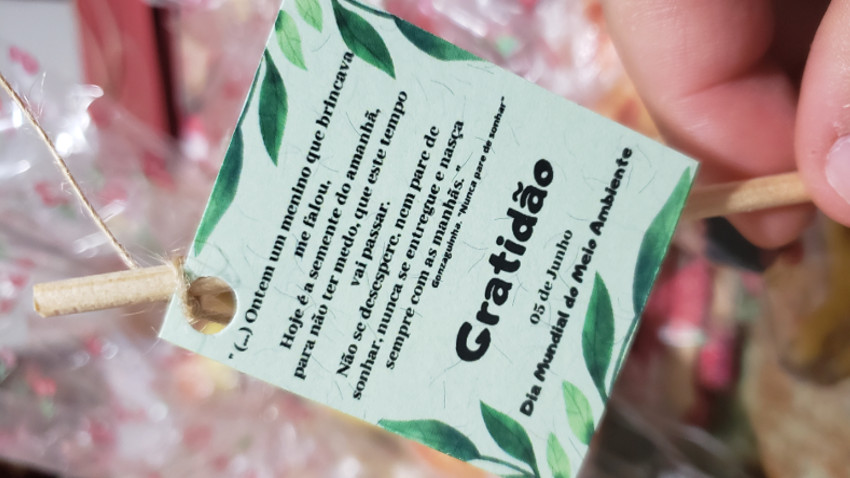 " (...) Ontem um menino que brincava
me falou.
Hoje é a semente do amanhã,
para não ter medo, que este tempo
vai passar.
Não se desespere, nem pare de
sonhar, nunca se entregue e nasça
sempre com as manhãs."
Gonzaguinha. "Nunca pare de sonhar"
Gratidão
05 de Junho
Dia Mundial do Meio Ambiente